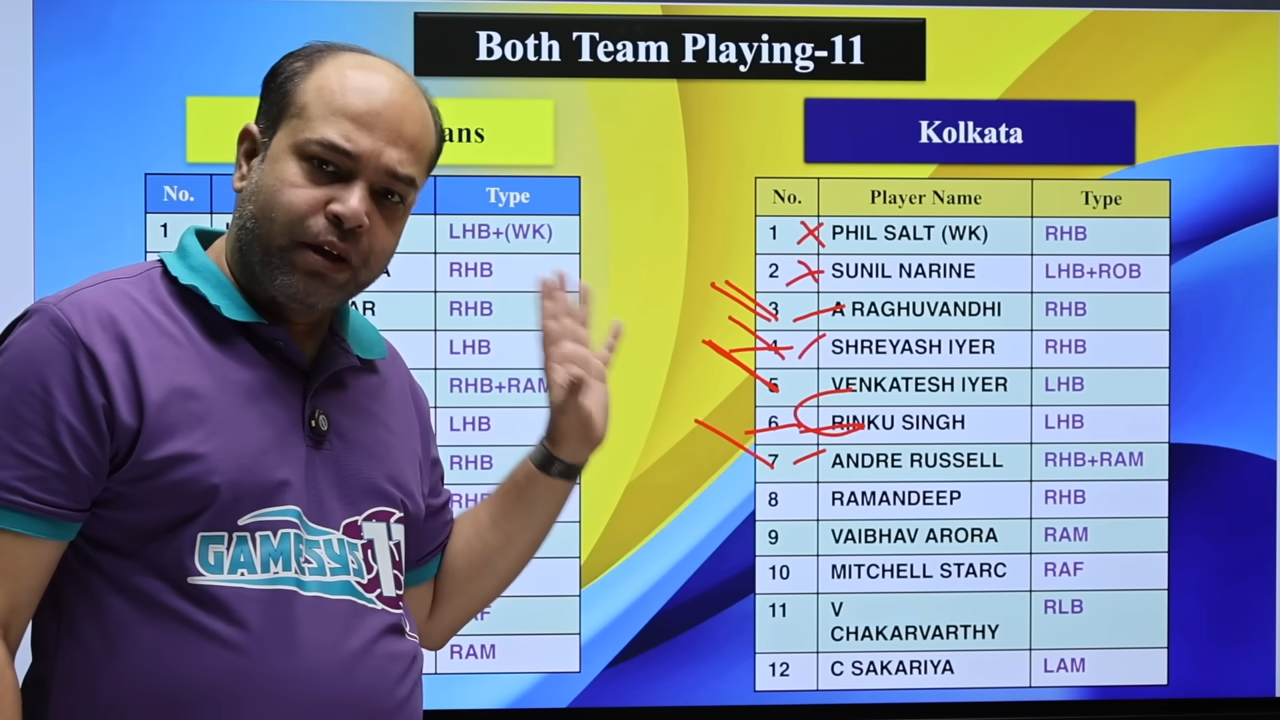 Both Team Playing-11
ans
Kolkata
No. Type
1 LHB+(WK)
A RHB
AR RHB
LHB
RHB+RAM
LHB
RHB
RHB
RAM
No. Player Name Type
1 PHIL SALT (WK) RHB
2 SUNIL NARINE LHB+ROB
3 A RAGHUVANDHI RHB
4 SHREYASH IYER RHB
5 VENKATESH IYER LHB
6 RINKU SINGH LHB
7 ANDRE RUSSELL RHB+RAM
8 RAMANDEEP RHB
9 VAIBHAV ARORA RAM
10 MITCHELL STARC RAF
11 V RLB
CHAKARVARTHY
12 C SAKARIYA LAM
GAMESYS11